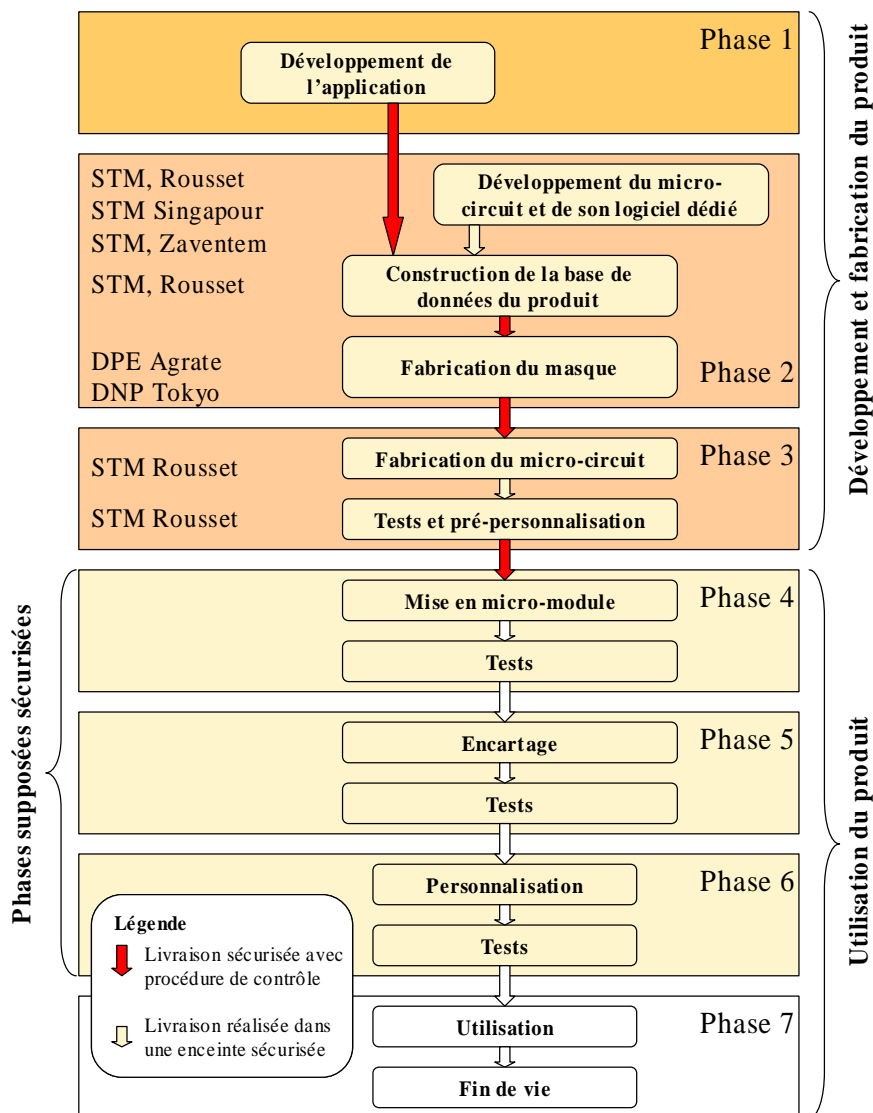 Phase 1
Développement de
l'application
STM, Rousset
STM Singapour
STM, Zaventem
STM, Rousset
Développement du micro-
circuit et de son logiciel dédié
Construction de la base de
données du produit
DPE Agrate
DNP Tokyo
Fabrication du masque
Phase 2
Développement et fabrication du produit
Phase 3
STM Rousset
Fabrication du micro-circuit
STM Rousset
Tests et pré-personnalisation
Phases supposées sécurisées
Phase 4
Mise en micro-module
Tests
Phase 5
Encartage
Tests
Utilisation du produit
Phase 6
Personnalisation
Tests
Légende
Livraison sécurisée avec
procédure de contrôle
Livraison réalisée dans
une enceinte sécurisée
Phase 7
Utilisation
Fin de vie